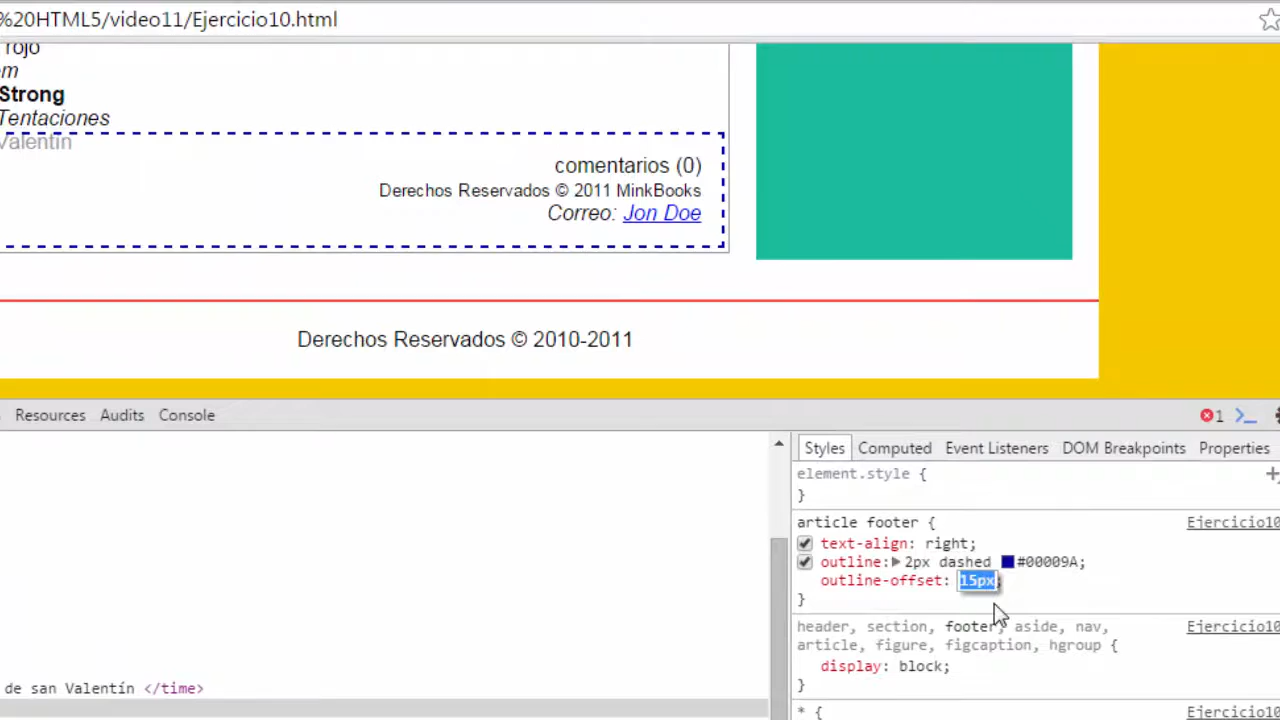 %20HTML5/video11/Ejercicio10.html
rojo
em
Strong
Tentaciones
Valentín
comentarios (0)
Derechos Reservados © 2011 MinkBooks
Correo: Jon Doe
Derechos Reservados © 2010-2011
Resources Audits Console
1
Styles Computed Event Listeners DOM Breakpoints Properties
element.style {
}
article footer { Ejercicio10
text-align: right;
outline: 2px dashed #00009A;
outline-offset: 15px;
}
header, section, footer, aside, nav, Ejercicio10
article, figure, figcaption, hgroup {
display: block;
}
* { Ejercicio10
de san Valentín </time>